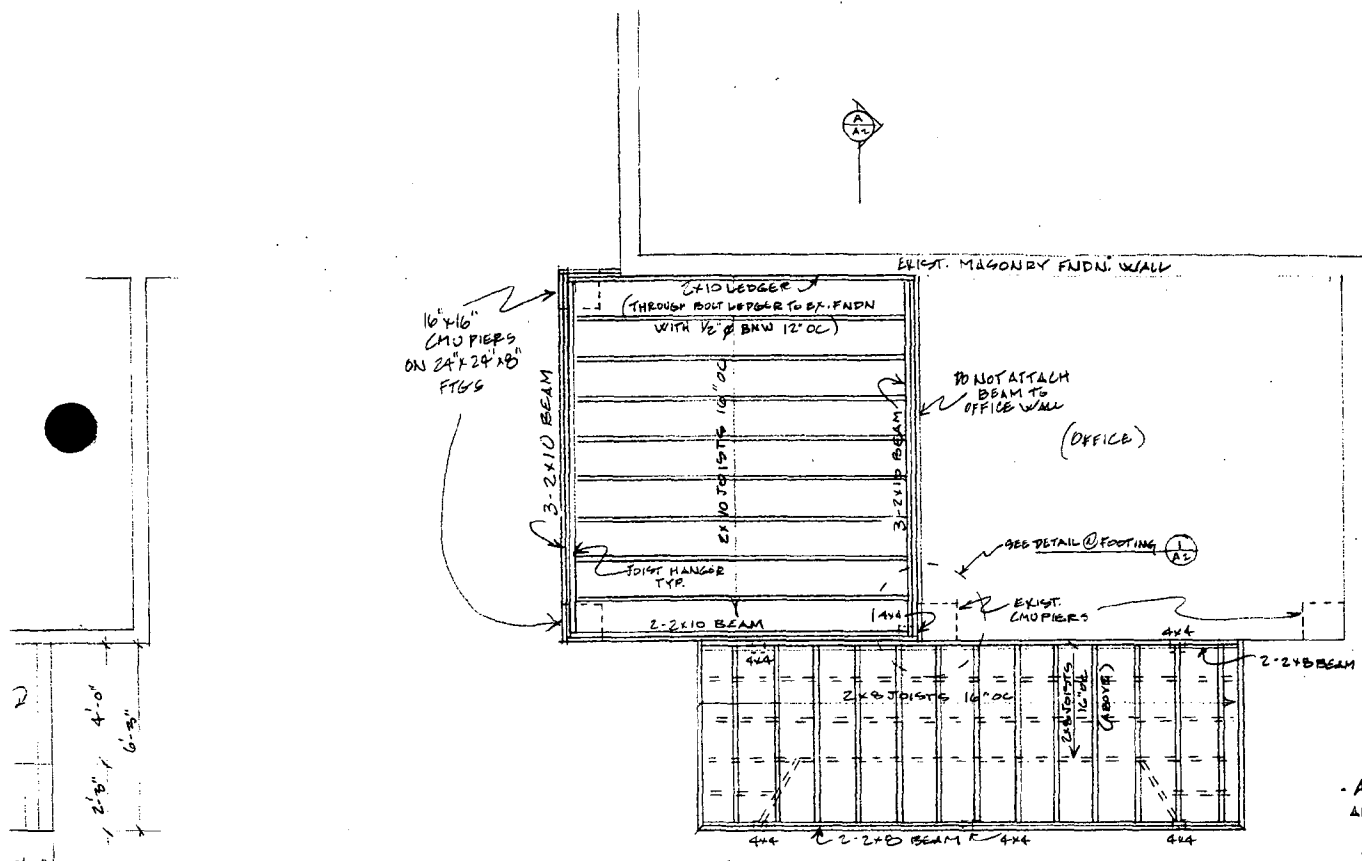 A
A2
EXIST. MASONRY FNDN. WALL
2x10 LEDGER
(THROUGH BOLT LEDGER TO EX. FNDN
WITH 1/2" ø BNW 12" OC)
16"x16"
CMU PIERS
ON 24"x24"x8"
FTG'S
3-2x10 BEAM
2x10 JOISTS 16" OC
3-2x10 BEAM
DO NOT ATTACH
BEAM TO
OFFICE WALL
(OFFICE)
SEE DETAIL @ FOOTING
1
A2
JOIST HANGER
TYP.
EXIST.
CMU PIERS
2-2x10 BEAM
4x4
4x4
4x4
2-2x8 BEAM
2x8 JOISTS 16" OC
2x8 JOISTS
16" OC
(ABOVE)
4x4
2-2x8 BEAM
4x4
4x4
4'-0"
6'-3"
2'-3"